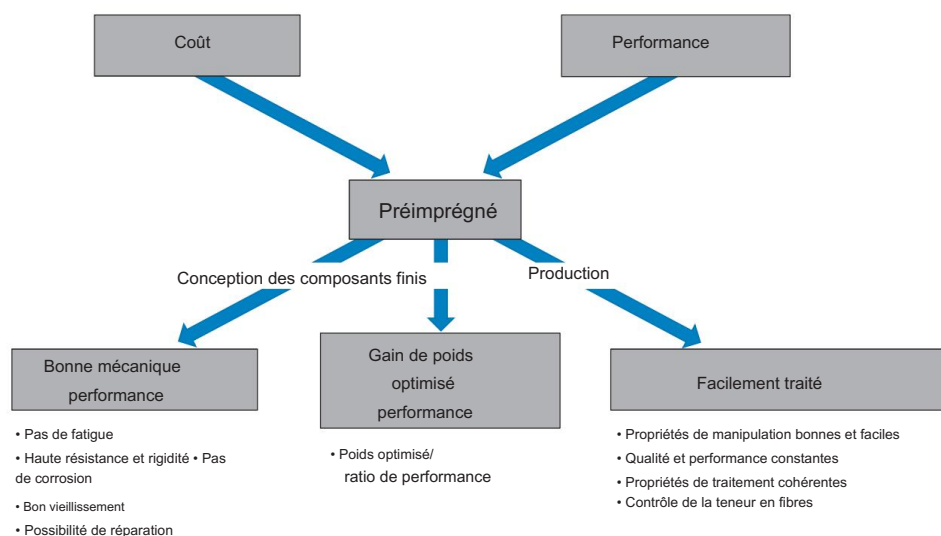 Coût
Performance
Préimprégné
Conception des composants finis
Production
Bonne mécanique
performance
• Pas de fatigue
• Haute résistance et rigidité • Pas
de corrosion
• Bon vieillissement
• Possibilité de réparation
Gain de poids
optimisé
performance
• Poids optimisé/
ratio de performance
Facilement traité
• Propriétés de manipulation bonnes et faciles
• Qualité et performance constantes
• Propriétés de traitement cohérentes
• Contrôle de la teneur en fibres